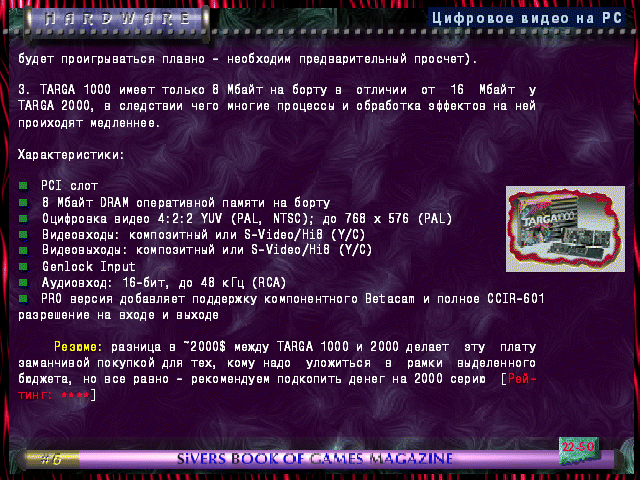 HARDWARE
Цифровое видео на PC
будет проигрываться плавно - необходим предварительный просчет).
3. TARGA 1000 имеет только 8 Мбайт на борту в отличии от 16 Мбайт у
TARGA 2000, в следствии чего многие процессы и обработка эффектов на ней
проиходят медленнее.
Характеристики:
PCI слот
8 Мбайт DRAM оперативной памяти на борту
Оцифровка видео 4:2:2 YUV (PAL, NTSC); до 768 x 576 (PAL)
Видеовходы: композитный или S-Video/Hi8 (Y/C)
Видеовыходы: композитный или S-Video/Hi8 (Y/C)
Genlock Input
Аудиовход: 16-бит, до 48 кГц (RCA)
PRO версия добавляет поддержку компонентного Betacam и полное CCIR-601
разрешение на входе и выходе
TARGA1000
Резюме: разница в ~2000$ между TARGA 1000 и 2000 делает эту плату
заманчивой покупкой для тех, кому надо уложиться в рамки выделенного
бюджета, но все равно - рекомендуем подкопить денег на 2000 серию [Рей-
тинг: ♦♦♦♦]
#6
SIVERS BOOK OF GAMES MAGAZINE
22-50